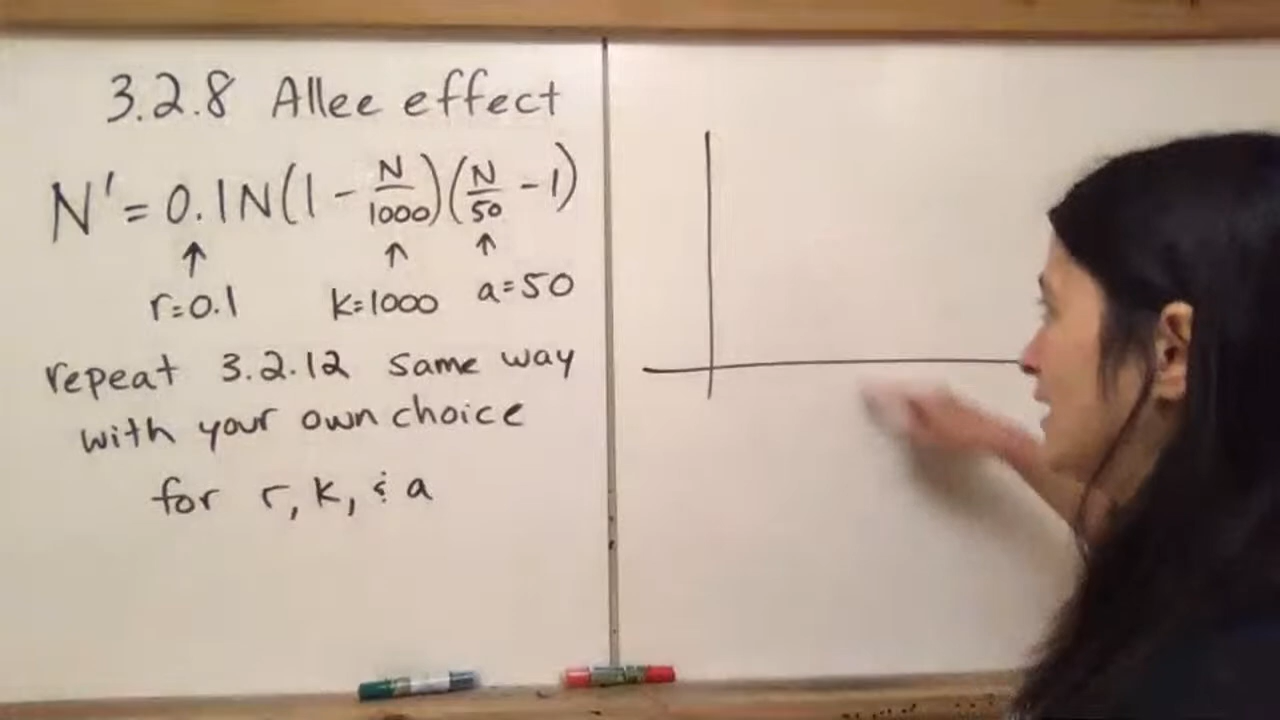 3.2.8 Allee effect
N' = 0.1N(1 - N/1000)(N/50 - 1)
↑ ↑ ↑
r=0.1 k=1000 a=50
repeat 3.2.12 same way
with your own choice
for r, k, & a